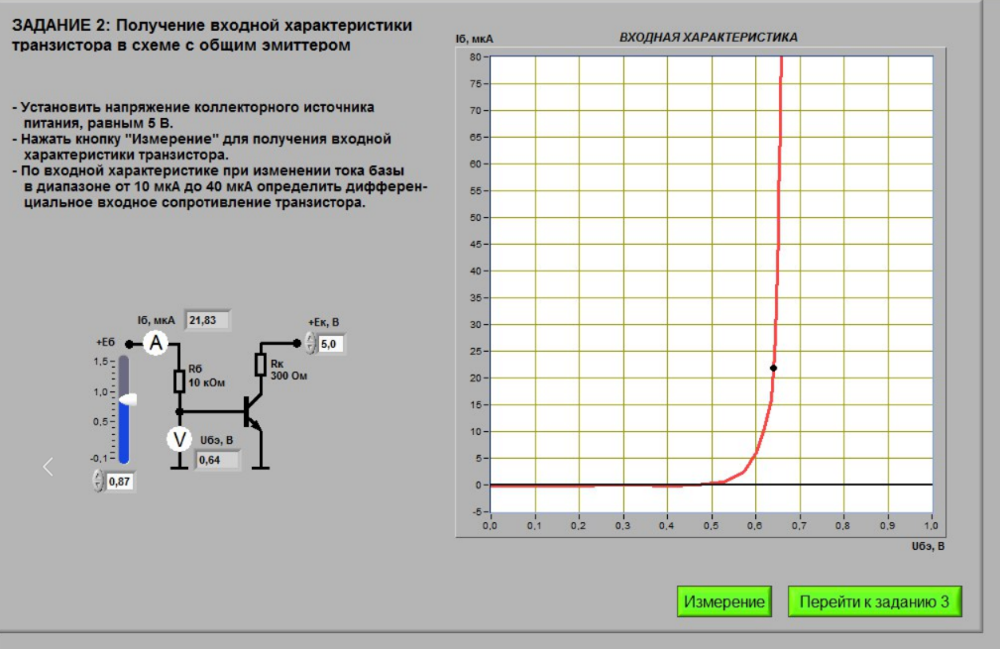 ЗАДАНИЕ 2: Получение входной характеристики
транзистора в схеме с общим эмиттером
- Установить напряжение коллекторного источника
питания, равным 5 В.
- Нажать кнопку "Измерение" для получения входной
характеристики транзистора.
- По входной характеристике при изменении тока базы
в диапазоне от 10 мкА до 40 мкА определить дифферен-
циальное входное сопротивление транзистора.
Iб, мкА 21,83
+Eб
A
+Eк, В
5,0
1,5
1,0
0,5
-0,1
0,87
Rб
10 кОм
Rк
300 Ом
V
Uбэ, В
0,64
Iб, мкА
ВХОДНАЯ ХАРАКТЕРИСТИКА
80
75
70
65
60
55
50
45
40
35
30
25
20
15
10
5
0
-5
0,0 0,1 0,2 0,3 0,4 0,5 0,6 0,7 0,8 0,9 1,0
Uбэ, В
Измерение
Перейти к заданию 3